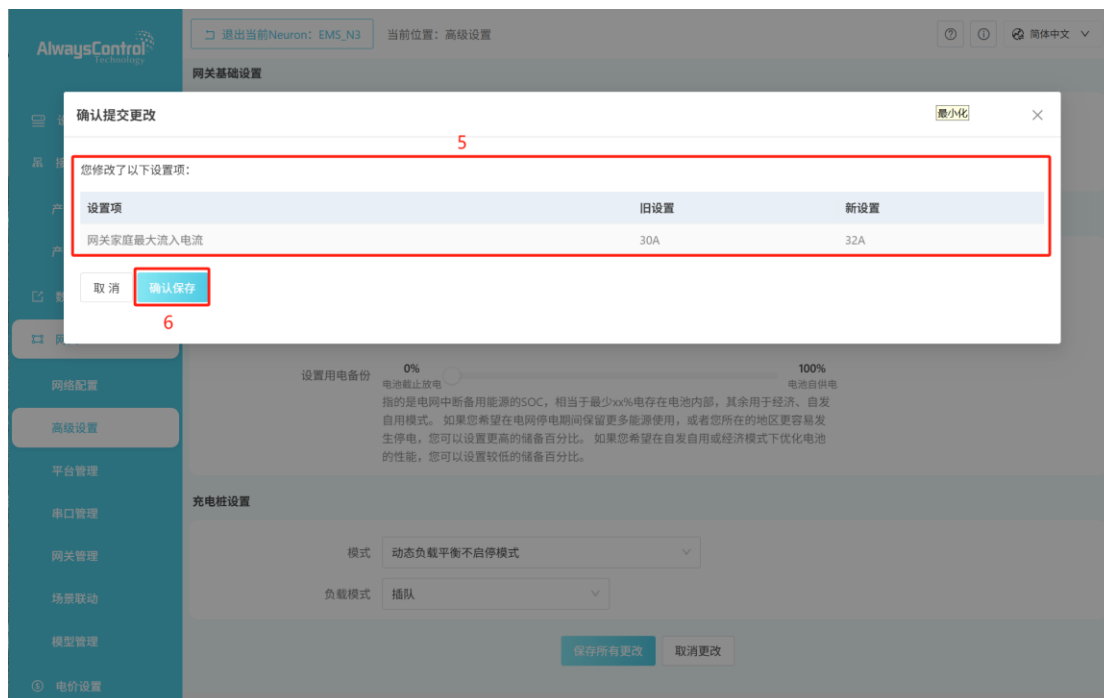 AlwaysControl
Technology
退出当前Neuron: EMS_N3
当前位置: 高级设置
简体中文
网关基础设置
确认提交更改
最小化
5
您修改了以下设置项:
设置项 旧设置 新设置
网关家庭最大流入电流 30A 32A
取 消 确认保存
6
设置用电备份
0% 100%
电池截止放电 电池自供电
指的是电网中断备用能源的SOC，相当于最少xx%电存在电池内部，其余用于经济、自发
自用模式。 如果您希望在电网停电期间保留更多能源使用，或者您所在的地区更容易发
生停电，您可以设置更高的储备百分比。 如果您希望在自发自用或经济模式下优化电池
的性能，您可以设置较低的储备百分比。
充电桩设置
模式 动态负载平衡不启停模式
负载模式 插队
保存所有更改 取消更改
网络配置
高级设置
平台管理
串口管理
网关管理
场景联动
模型管理
电价设置